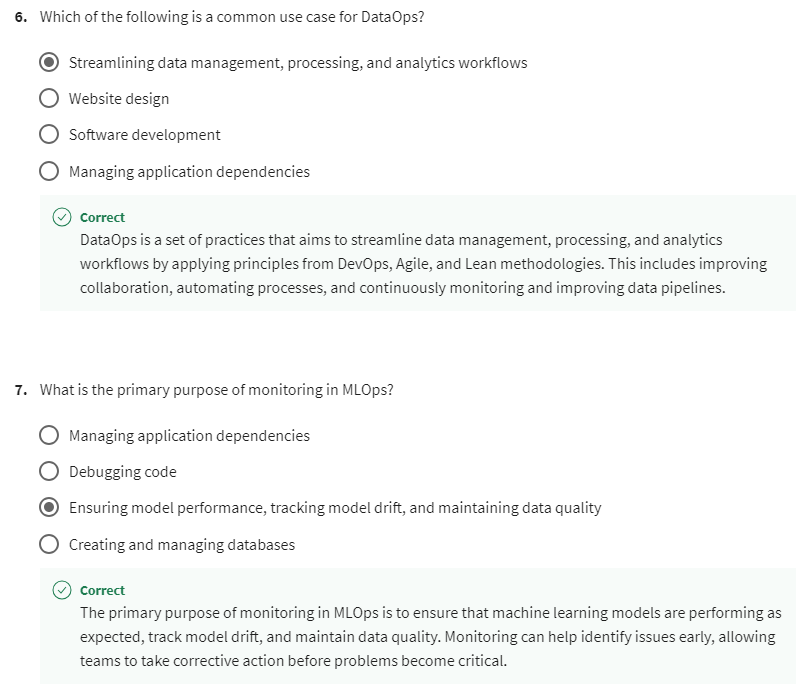 6. Which of the following is a common use case for DataOps?
Streamlining data management, processing, and analytics workflows
Website design
Software development
Managing application dependencies
Correct
DataOps is a set of practices that aims to streamline data management, processing, and analytics
workflows by applying principles from DevOps, Agile, and Lean methodologies. This includes improving
collaboration, automating processes, and continuously monitoring and improving data pipelines.
7. What is the primary purpose of monitoring in MLOps?
Managing application dependencies
Debugging code
Ensuring model performance, tracking model drift, and maintaining data quality
Creating and managing databases
Correct
The primary purpose of monitoring in MLOps is to ensure that machine learning models are performing as
expected, track model drift, and maintain data quality. Monitoring can help identify issues early, allowing
teams to take corrective action before problems become critical.